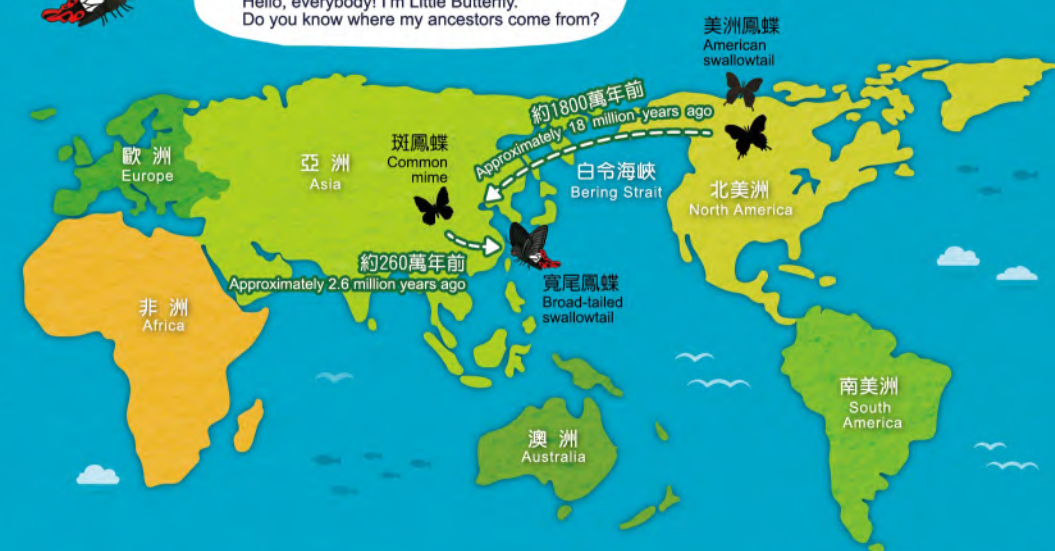 Hello, everybody! I'm Little Butterfly.
Do you know where my ancestors come from?
美洲鳳蝶
American
swallowtail
約1800萬年前
Approximately 18 million years ago
斑鳳蝶
Common
mime
歐洲
Europe
亞洲
Asia
白令海峽
Bering Strait
北美洲
North America
約260萬年前
Approximately 2.6 million years ago
寬尾鳳蝶
Broad-tailed
swallowtail
非洲
Africa
南美洲
South
America
澳洲
Australia